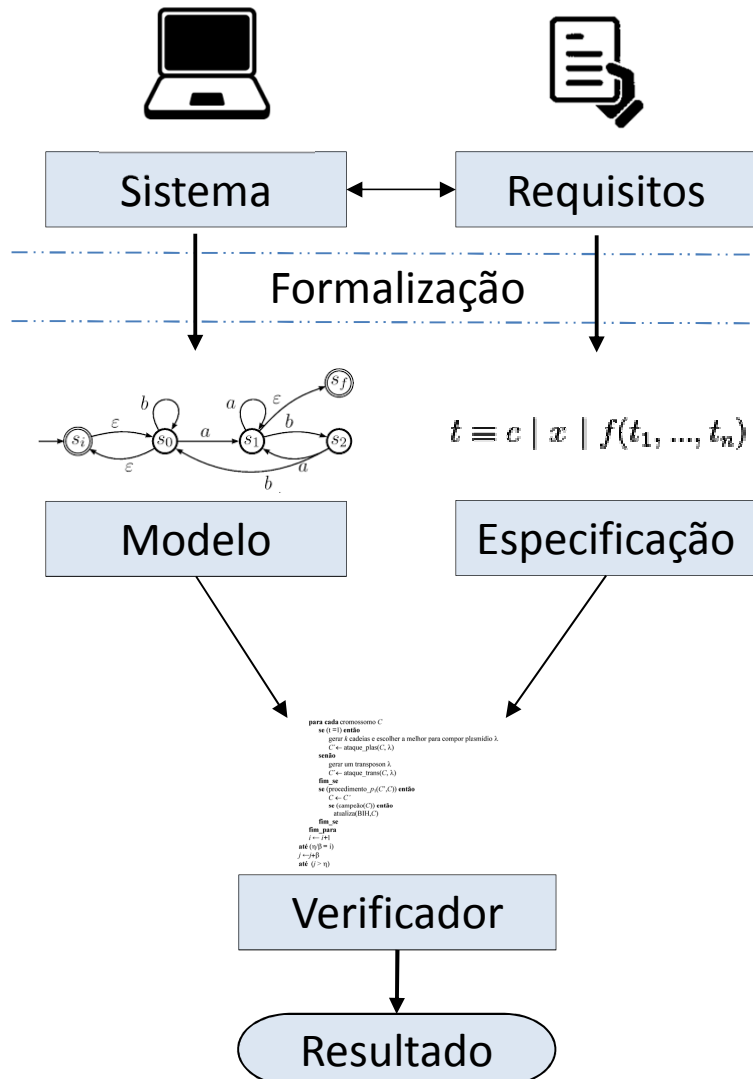 Sistema
Requisitos
Formalização
b
a
s_f
ε
ε
a
b
s_i
s_0
s_1
s_2
ε
a
b
t ≡ c | x | f(t_1, ..., t_n)
Modelo
Especificação
para cada cromossomo C
se (t =1) então
gerar k cadeias e escolher a melhor para compor plasmídio λ
C'← ataque_plas(C, λ)
senão
gerar um transposon λ
C'← ataque_trans(C, λ)
fim_se
se (procedimento_p_3(C',C)) então
C ← C'
se (campeão(C)) então
atualiza(BIH,C)
fim_se
fim_para
i ← i+1
até (η/β = i)
j ←j+β
até (j > η)
Verificador
Resultado